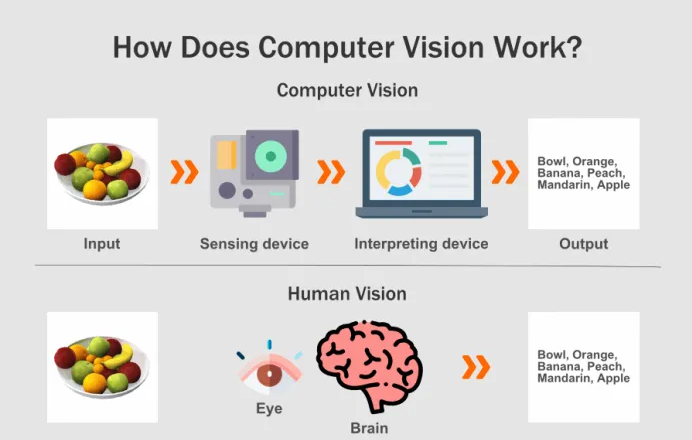 How Does Computer Vision Work?
Computer Vision
Bowl, Orange,
Banana, Peach,
Mandarin, Apple
Input
Sensing device
Interpreting device
Output
Human Vision
Bowl, Orange,
Banana, Peach,
Mandarin, Apple
Eye
Brain